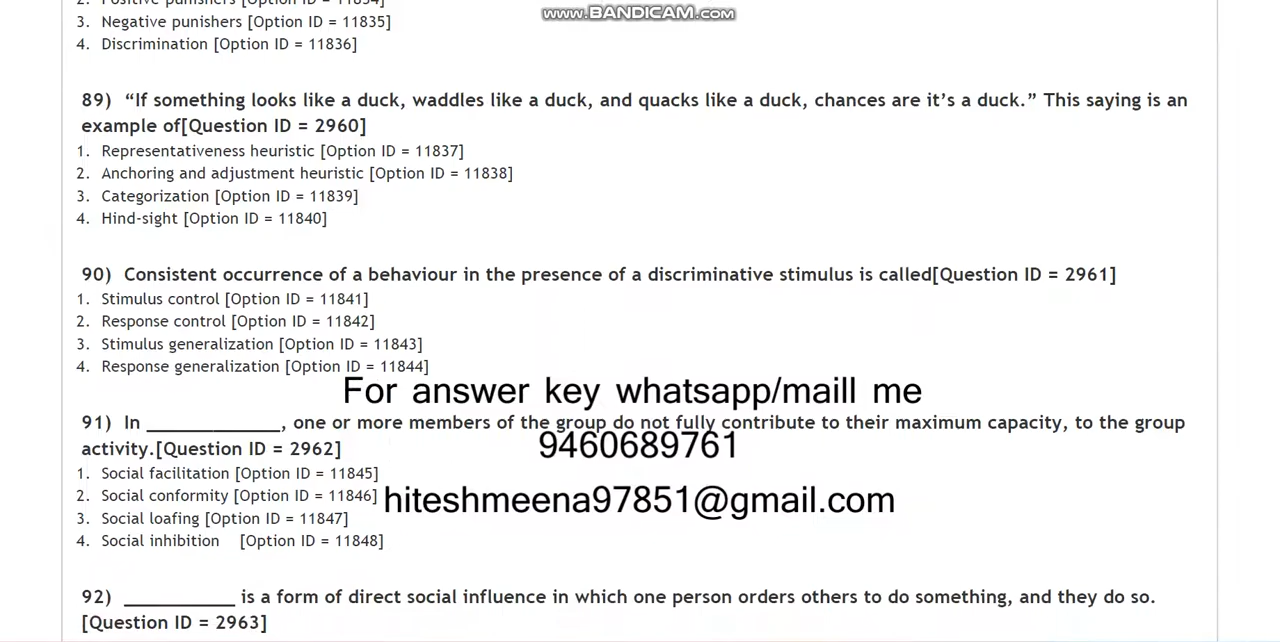 2. Positive punishers [Option ID = 11834]
www.BANDICAM.com
3. Negative punishers [Option ID = 11835]
4. Discrimination [Option ID = 11836]
89) “If something looks like a duck, waddles like a duck, and quacks like a duck, chances are it’s a duck.” This saying is an
example of[Question ID = 2960]
1. Representativeness heuristic [Option ID = 11837]
2. Anchoring and adjustment heuristic [Option ID = 11838]
3. Categorization [Option ID = 11839]
4. Hind-sight [Option ID = 11840]
90) Consistent occurrence of a behaviour in the presence of a discriminative stimulus is called[Question ID = 2961]
1. Stimulus control [Option ID = 11841]
2. Response control [Option ID = 11842]
3. Stimulus generalization [Option ID = 11843]
4. Response generalization [Option ID = 11844]
For answer key whatsapp/maill me
91) In ____________, one or more members of the group do not fully contribute to their maximum capacity, to the group
9460689761
activity.[Question ID = 2962]
1. Social facilitation [Option ID = 11845]
2. Social conformity [Option ID = 11846]
hiteshmeena97851@gmail.com
3. Social loafing [Option ID = 11847]
4. Social inhibition [Option ID = 11848]
92) __________ is a form of direct social influence in which one person orders others to do something, and they do so.
[Question ID = 2963]